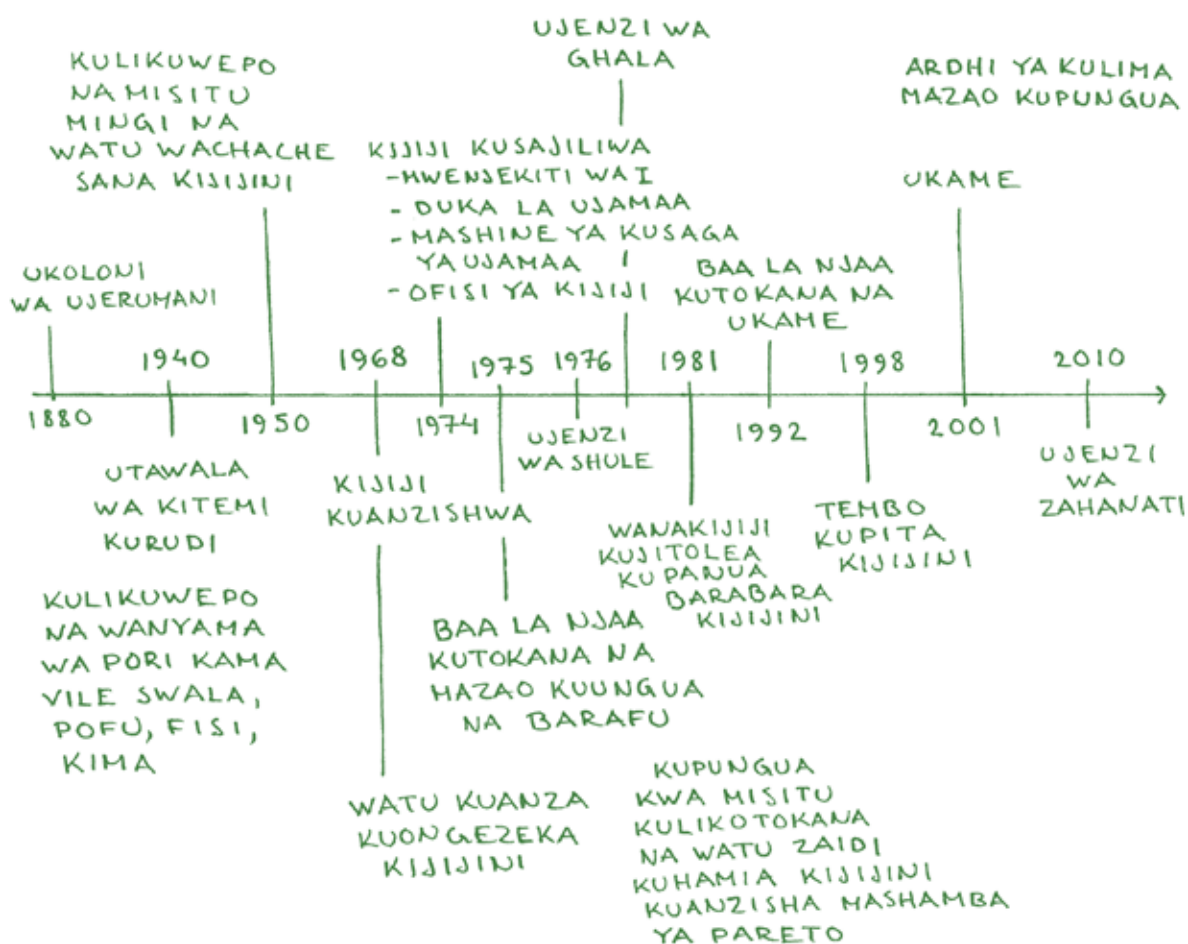 UJENZI WA
GHALA
KULIKUWEPO
NA MISITU
MINGI NA
WATU WACHACHE
SANA KIJIJINI
ARDHI YA KULIMA
MAZAO KUPUNGUA
KIJIJI KUSAJILIWA
-MWENJEKITI WA I
- DUKA LA UJAMAA
- MASHINE YA KUSAGA
YA UJAMAA
- OFISI YA KIJIJI
UKAME
UKOLONI
WA UJERUMANI
BAA LA NJAA
KUTOKANA NA
UKAME
1880
1940
1950
1968
1974
1975
1976
1981
1992
1998
2001
2010
UTAWALA
WA KITEMI
KURUDI
KIJIJI
KUANZISHWA
UJENZI
WA SHULE
WANAKIJIJI
KUJITOLEA
KUPANUA
BARABARA
KIJIJINI
TEMBO
KUPITA
KIJIJINI
UJENZI
WA
ZAHANATI
KULIKUWEPO
NA WANYAMA
WA PORI KAMA
VILE SWALA,
POFU, FISI,
KIMA
BAA LA NJAA
KUTOKANA NA
MAZAO KUUNGUA
NA BARAFU
WATU KUANZA
KUONGEZEKA
KIJIJINI
KUPUNGUA
KWA MISITU
KULIKOTOKANA
NA WATU ZAIDI
KUHAMIA KIJIJINI
KUANZISHA MASHAMBA
YA PARETO